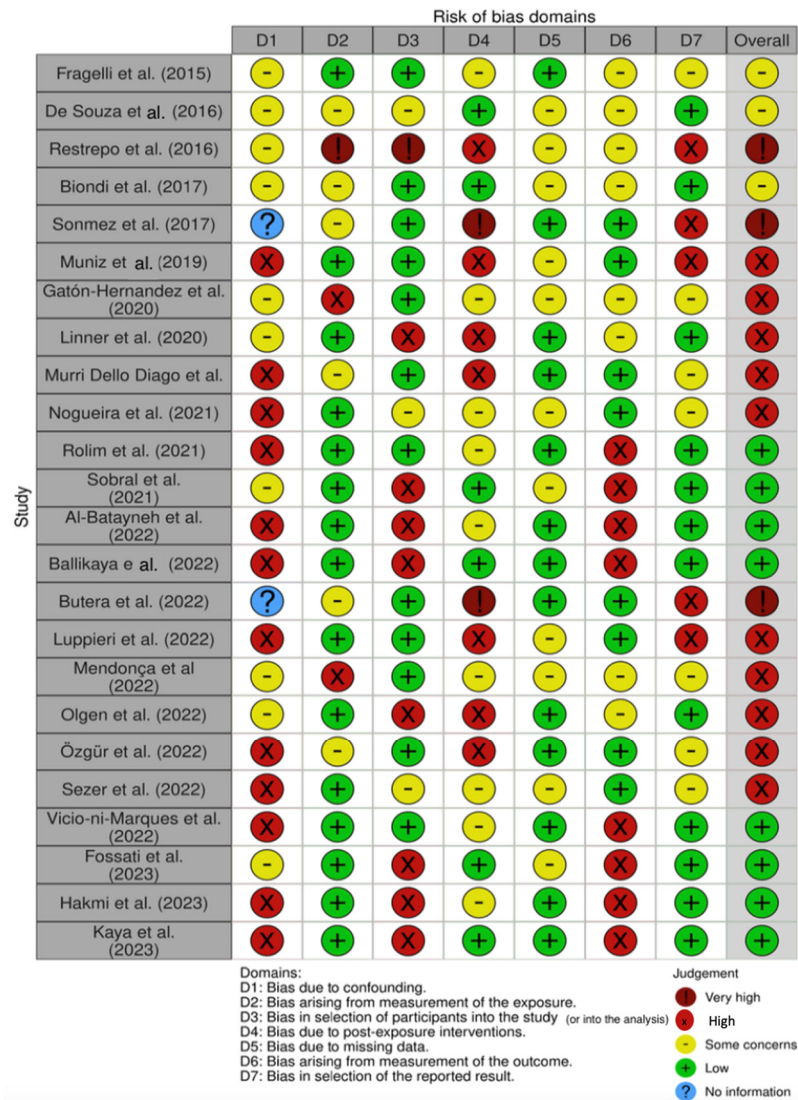 Risk of bias domains
D1 D2 D3 D4 D5 D6 D7 Overall
Fragelli et al. (2015) - + + - + - - -
De Souza et al. (2016) - - - + - - + -
Restrepo et al. (2016) - ! ! X - - X !
Biondi et al. (2017) - - + + - - + -
Sonmez et al. (2017) ? - + ! + + X !
Muniz et al. (2019) X + + X - + X X
Gatón-Hernandez et al.
(2020) - X + - - - - X
Linner et al. (2020) - + X X + - + X
Murri Dello Diago et al. X - + X + + - X
Nogueira et al. (2021) X + - - - + - X
Rolim et al. (2021) X + + - + X + +
Sobral et al.
(2021) - + X + - X + +
Al-Batayneh et al.
(2022) X + X - + X + +
Ballikaya e al. (2022) X + X + + X + +
Butera et al. (2022) ? - + ! + + X !
Luppieri et al. (2022) X + + X - + X X
Mendonça et al
(2022) - X + - - - - X
Olgen et al. (2022) - + X X + - + X
Özgür et al. (2022) X - + X + + - X
Sezer et al. (2022) X + - - - + - X
Vicio-ni-Marques et al.
(2022) X + + - + X + +
Fossati et al.
(2023) - + X + - X + +
Hakmi et al. (2023) X + X - + X + +
Kaya et al.
(2023) X + X + + X + +
Study
Domains:
D1: Bias due to confounding.
D2: Bias arising from measurement of the exposure.
D3: Bias in selection of participants into the study (or into the analysis)
D4: Bias due to post-exposure interventions.
D5: Bias due to missing data.
D6: Bias arising from measurement of the outcome.
D7: Bias in selection of the reported result.
Judgement
! Very high
X High
- Some concerns
+ Low
? No information